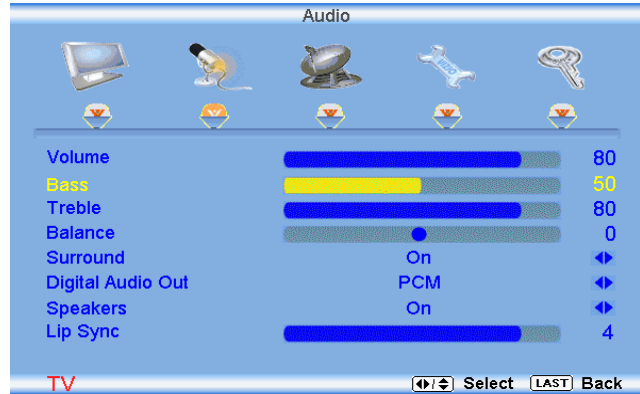 Audio
Volume 80
Bass 50
Treble 80
Balance 0
Surround On
Digital Audio Out PCM
Speakers On
Lip Sync 4
TV Select LAST Back